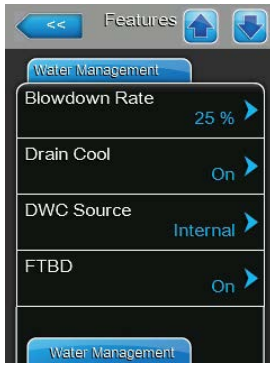 << Features
Water Management
Blowdown Rate
25 %
Drain Cool
On
DWC Source
Internal
FTBD
On
Water Management